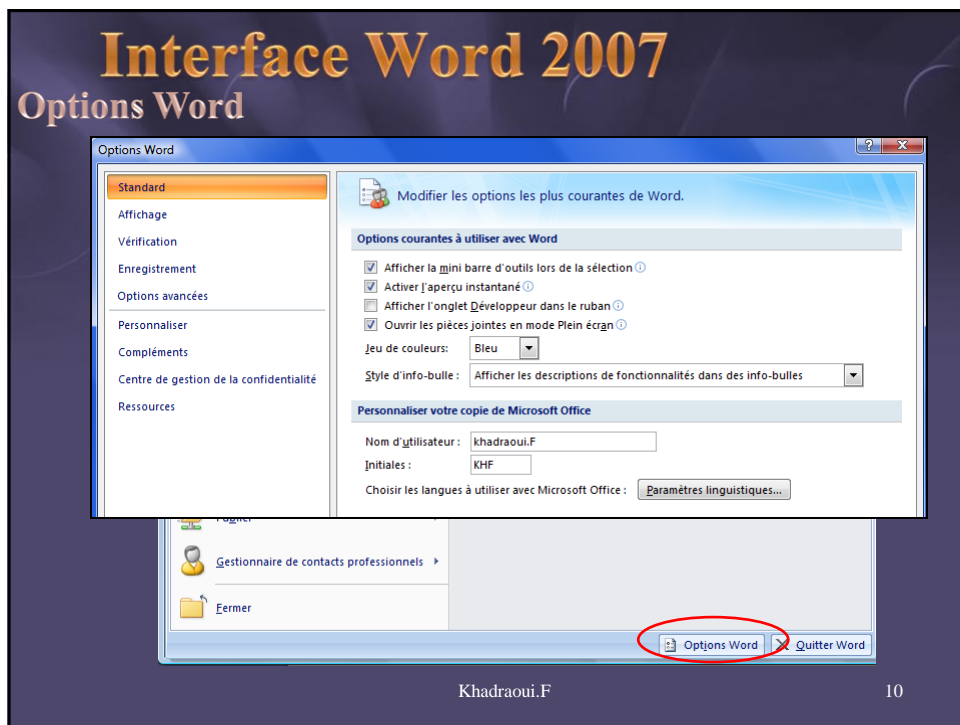 Interface Word 2007
Options Word
Options Word
Standard
Affichage
Vérification
Enregistrement
Options avancées
Personnaliser
Compléments
Centre de gestion de la confidentialité
Ressources
Modifier les options les plus courantes de Word.
Options courantes à utiliser avec Word
Afficher la mini barre d'outils lors de la sélection
Activer l'aperçu instantané
Afficher l'onglet Développeur dans le ruban
Ouvrir les pièces jointes en mode Plein écran
Jeu de couleurs: Bleu
Style d'info-bulle : Afficher les descriptions de fonctionnalités dans des info-bulles
Personnaliser votre copie de Microsoft Office
Nom d'utilisateur : khadraoui.F
Initiales : KHF
Choisir les langues à utiliser avec Microsoft Office : Paramètres linguistiques...
Gestionnaire de contacts professionnels
Fermer
Options Word Quitter Word
Khadraoui.F 10